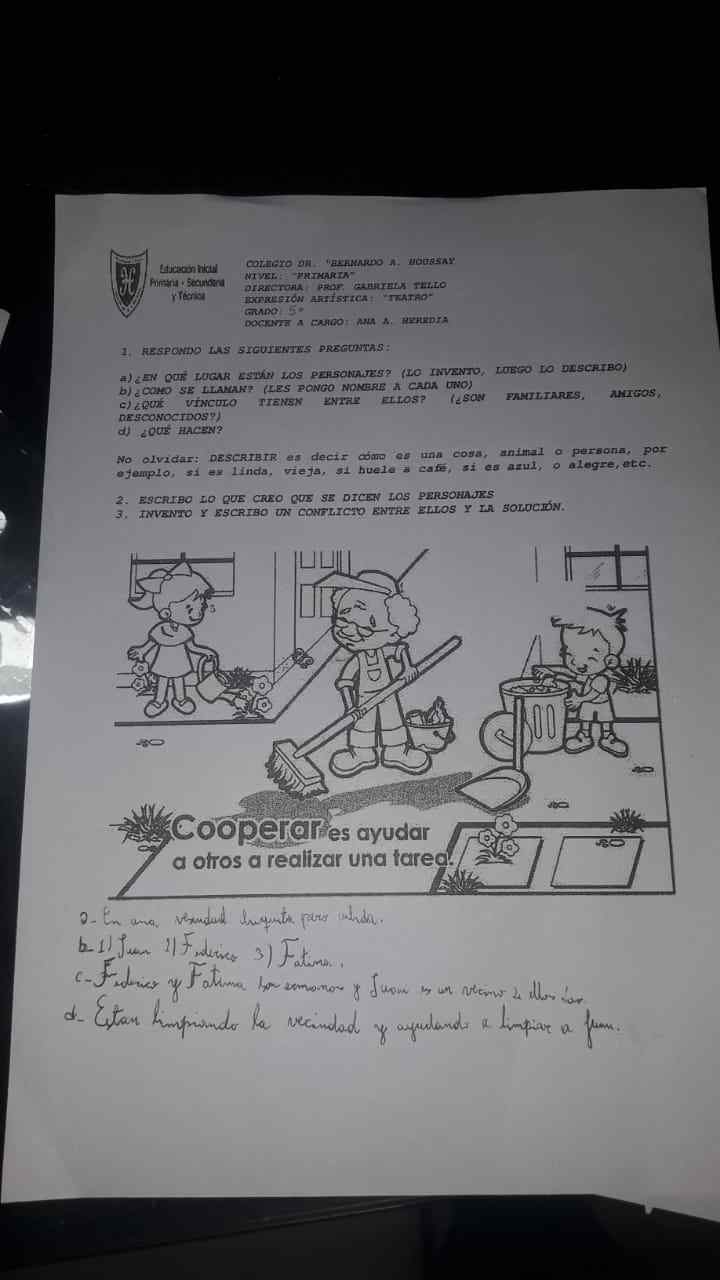 Educación Inicial
Primaria - Secundaria
y Técnica
COLEGIO DR. "BERNARDO A. HOUSSAY
NIVEL: "PRIMARIA"
DIRECTORA: PROF. GABRIELA TELLO
EXPRESIÓN ARTÍSTICA: "TEATRO"
GRADO: 5°
DOCENTE A CARGO: ANA A. HEREDIA
1. RESPONDO LAS SIGUIENTES PREGUNTAS:
a)¿EN QUÉ LUGAR ESTÁN LOS PERSONAJES? (LO INVENTO, LUEGO LO DESCRIBO)
b)¿COMO SE LLAMAN? (LES PONGO NOMBRE A CADA UNO)
c)¿QUÉ VÍNCULO TIENEN ENTRE ELLOS? (¿SON FAMILIARES, AMIGOS,
DESCONOCIDOS?)
d) ¿QUÉ HACEN?
No olvidar: DESCRIBIR es decir cómo es una cosa, animal o persona, por
ejemplo, si es linda, vieja, si huele a café, si es azul, o alegre,etc.
2. ESCRIBO LO QUE CREO QUE SE DICEN LOS PERSONAJES
3. INVENTO Y ESCRIBO UN CONFLICTO ENTRE ELLOS Y LA SOLUCIÓN.
Cooperar es ayudar
a otros a realizar una tarea.
a- En una vesindad pero
b- 1) Juan 2) Federico 3) Fatima.
c- Federico y Fatima son ermanos y Juan es un vecino de ellos
d- Estan limpiando la vecindad y ayudando a limpiar a Juan.